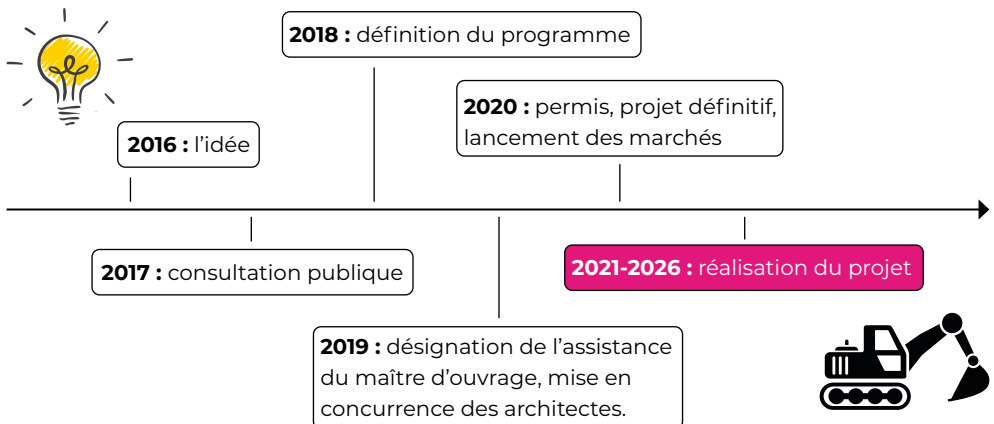 2018 : définition du programme
2020 : permis, projet définitif,
lancement des marchés
2016 : l'idée
2017 : consultation publique
2021-2026 : réalisation du projet
2019 : désignation de l'assistance
du maître d'ouvrage, mise en
concurrence des architectes.